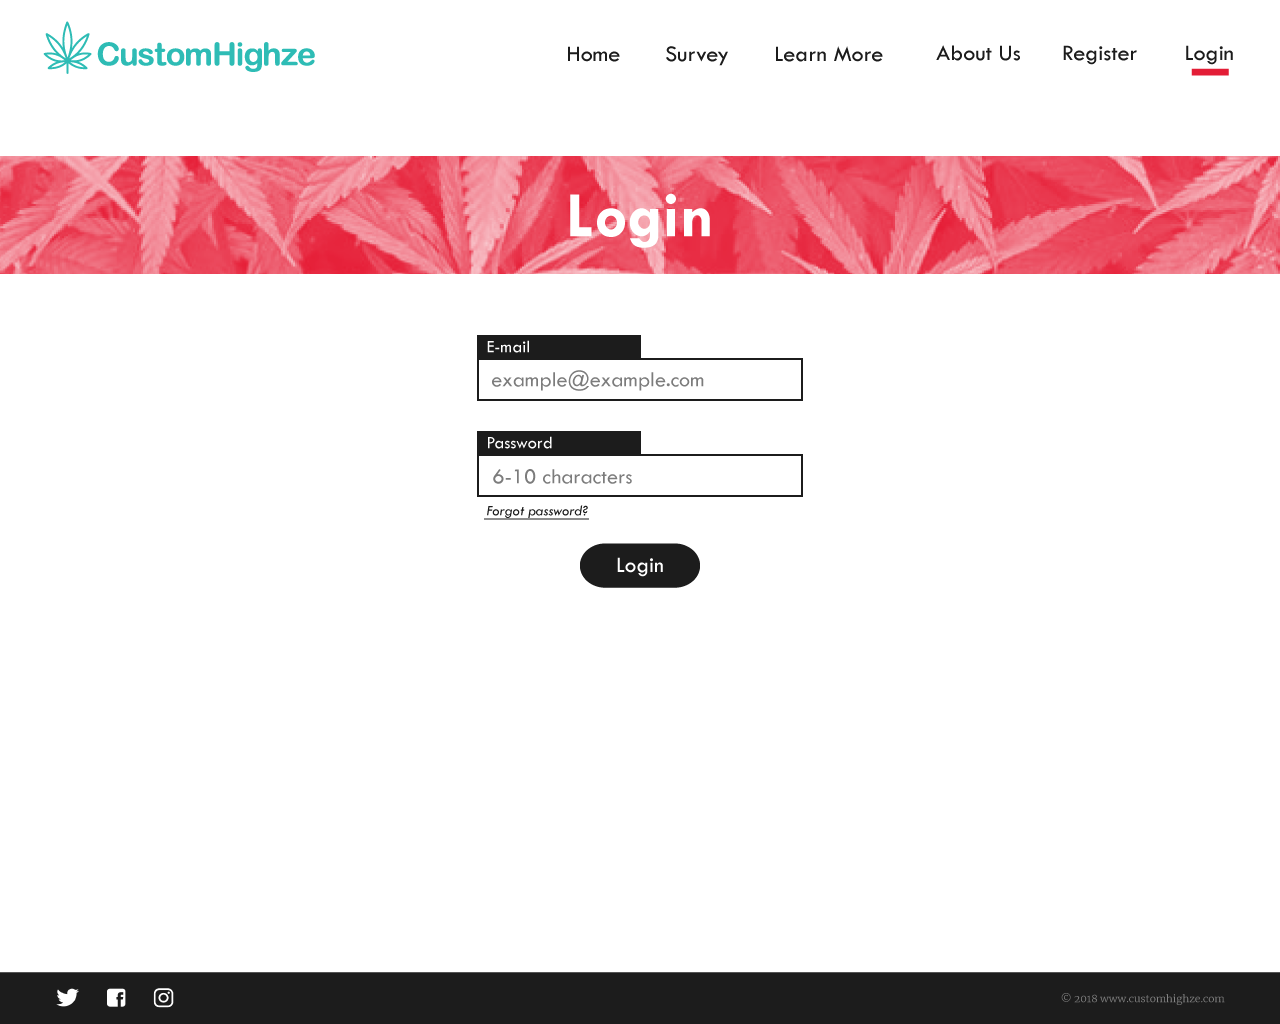 CustomHighze
Home Survey Learn More About Us Register Login
Login
E-mail
example@example.com
Password
6-10 characters
Forgot password?
Login
© 2018 www.customhighze.com